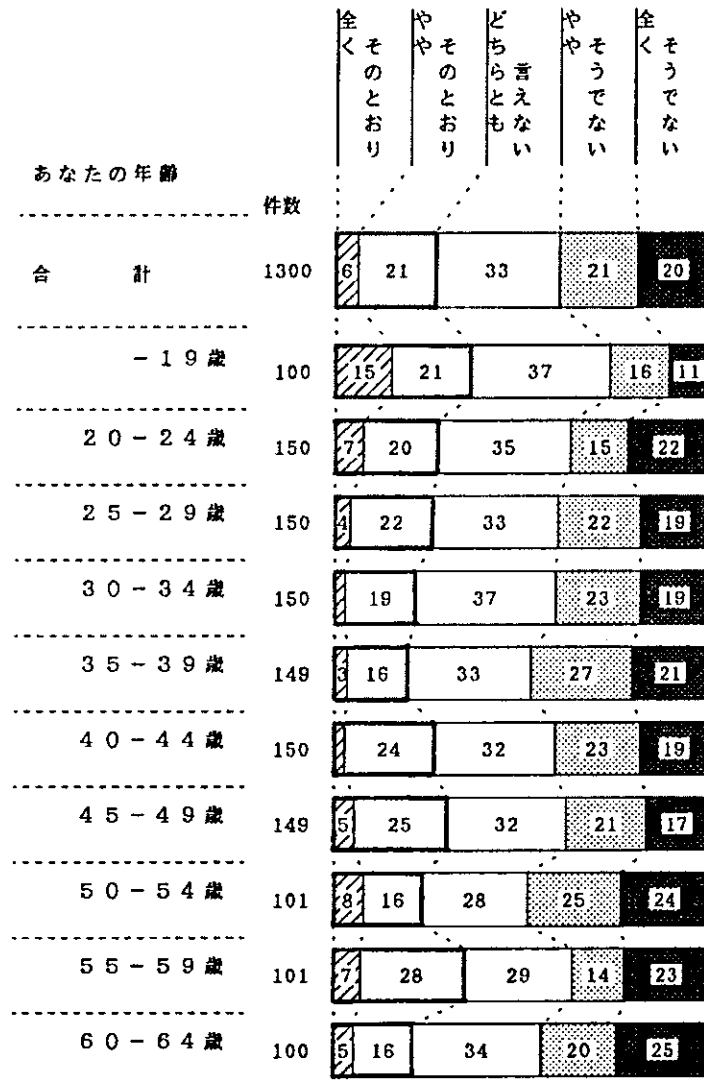 全く そのとおり
やや そのとおり
どちらとも 言えない
やや そうでない
全く そうでない
あなたの年齢
件数
合 計 1300 6 21 33 21 20
－19歳 100 15 21 37 16 11
20－24歳 150 7 20 35 15 22
25－29歳 150 4 22 33 22 19
30－34歳 150 19 37 23 19
35－39歳 149 3 16 33 27 21
40－44歳 150 24 32 23 19
45－49歳 149 5 25 32 21 17
50－54歳 101 8 16 28 25 24
55－59歳 101 7 28 29 14 23
60－64歳 100 5 16 34 20 25